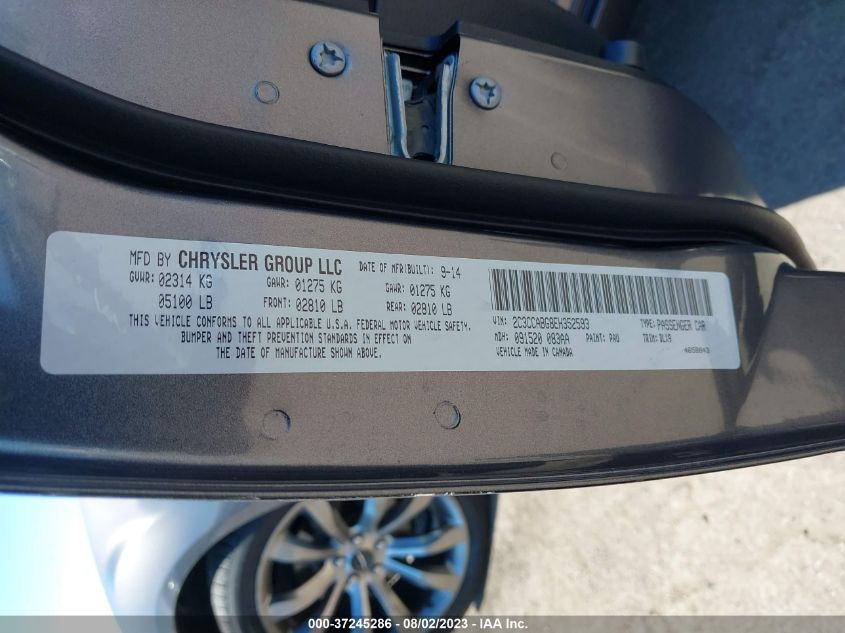 MFD BY CHRYSLER GROUP LLC DATE OF MFR(BUILT): 9-14
GVWR: 02314 KG GAWR: 01275 KG GAWR: 01275 KG
05100 LB FRONT: 02810 LB REAR: 02810 LB
THIS VEHICLE CONFORMS TO ALL APPLICABLE U.S.A. FEDERAL MOTOR VEHICLE SAFETY,
BUMPER AND THEFT PREVENTION STANDARDS IN EFFECT ON
THE DATE OF MANUFACTURE SHOWN ABOVE.
VIN: 2C3CCABG8EH352593 TYPE: PASSENGER CAR
MDH: 091520 083AA PAINT: PAU TRIM: DLX9
VEHICLE MADE IN CANADA
000-37245286 - 08/02/2023 - IAA Inc.